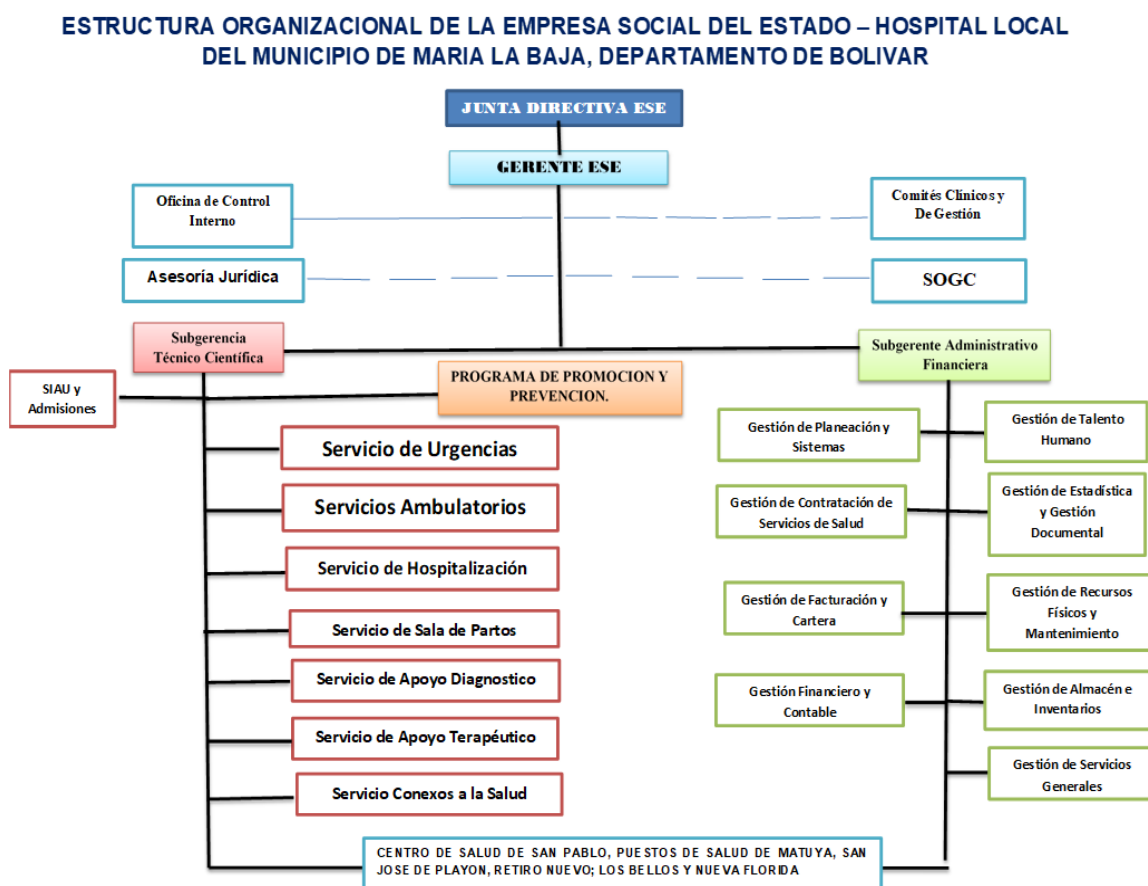 ESTRUCTURA ORGANIZACIONAL DE LA EMPRESA SOCIAL DEL ESTADO – HOSPITAL LOCAL
DEL MUNICIPIO DE MARIA LA BAJA, DEPARTAMENTO DE BOLIVAR
JUNTA DIRECTIVA ESE
GERENTE ESE
Oficina de Control
Interno
Comités Clínicos y
De Gestión
Asesoría Jurídica
SOGC
Subgerencia
Técnico Científica
Subgerente Administrativo
Financiera
SIAU y
Admisiones
PROGRAMA DE PROMOCION Y
PREVENCION.
Servicio de Urgencias
Servicios Ambulatorios
Servicio de Hospitalización
Servicio de Sala de Partos
Servicio de Apoyo Diagnostico
Servicio de Apoyo Terapéutico
Servicio Conexos a la Salud
Gestión de Planeación y
Sistemas
Gestión de Talento
Humano
Gestión de Contratación de
Servicios de Salud
Gestión de Estadística
y Gestión
Documental
Gestión de Facturación y
Cartera
Gestión de Recursos
Físicos y
Mantenimiento
Gestión Financiero y
Contable
Gestión de Almacén e
Inventarios
Gestión de Servicios
Generales
CENTRO DE SALUD DE SAN PABLO, PUESTOS DE SALUD DE MATUYA, SAN
JOSE DE PLAYON, RETIRO NUEVO; LOS BELLOS Y NUEVA FLORIDA